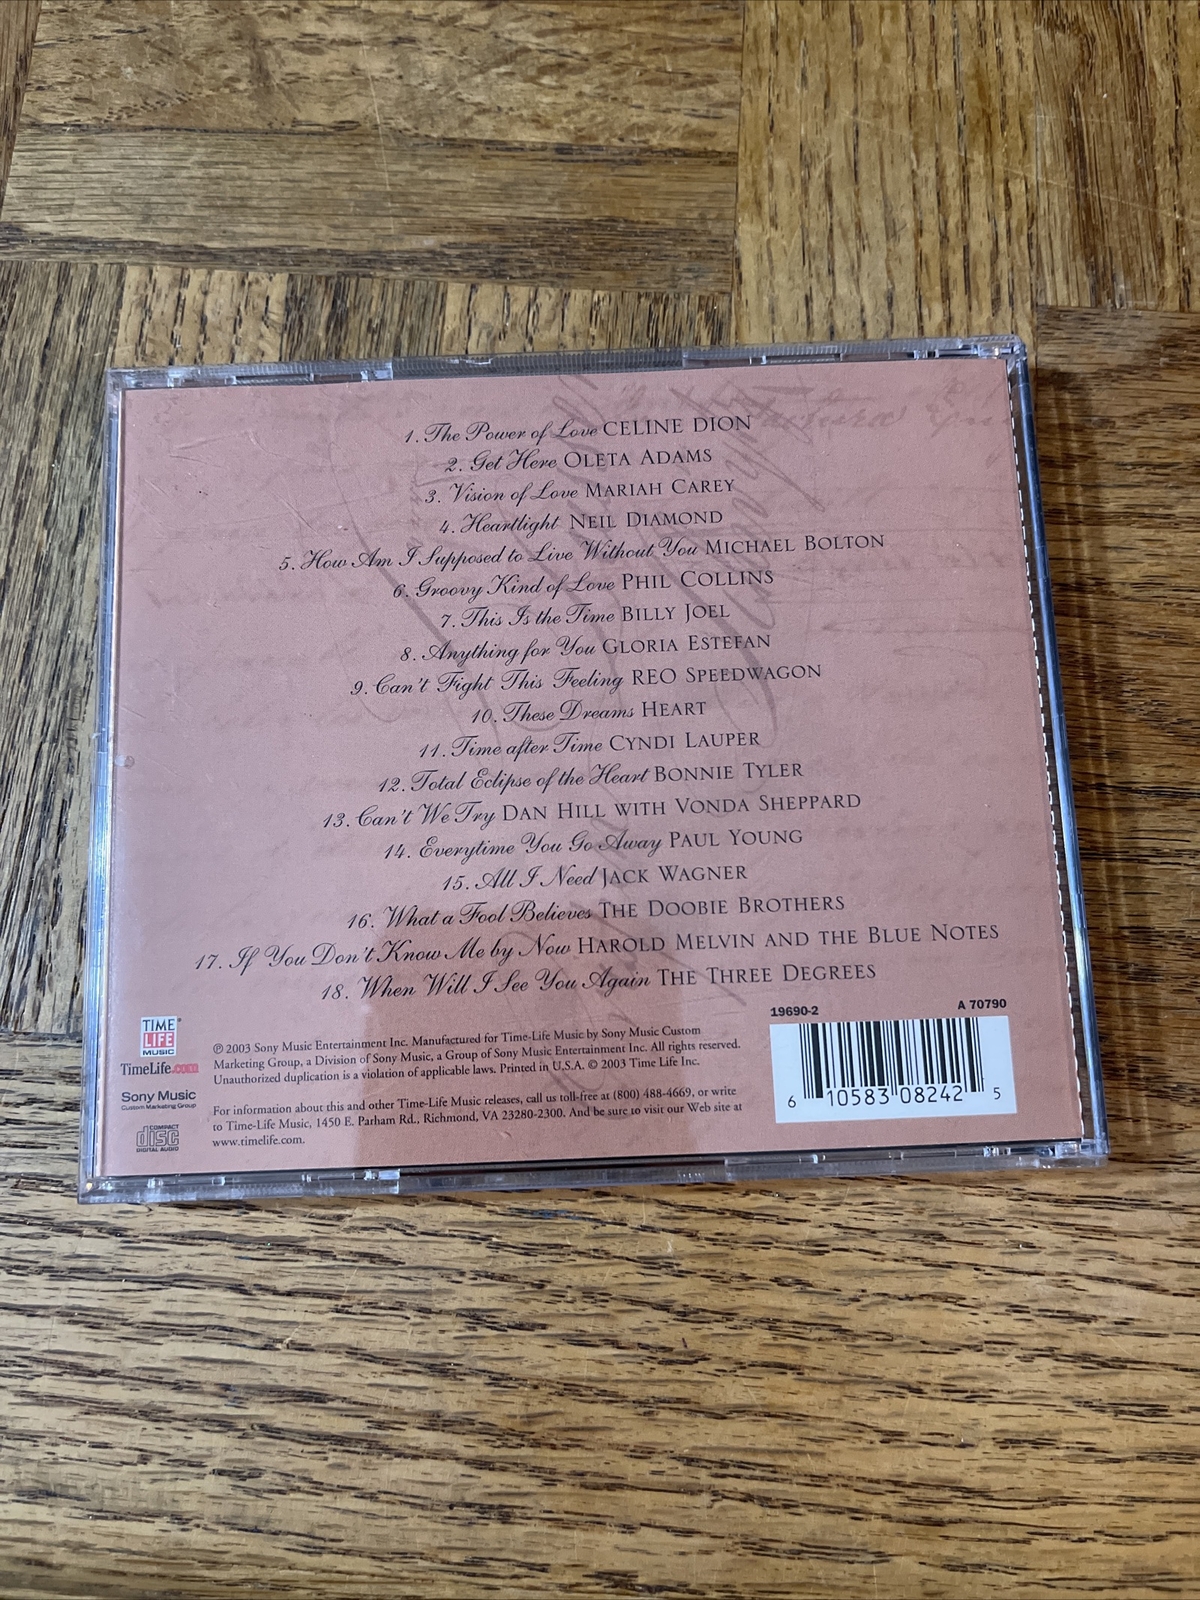 1. The Power of Love CELINE DION
2. Get Here OLETA ADAMS
3. Vision of Love MARIAH CAREY
4. Heartlight NEIL DIAMOND
5. How Am I Supposed to Live Without You MICHAEL BOLTON
6. Groovy Kind of Love PHIL COLLINS
7. This Is the Time BILLY JOEL
8. Anything for You GLORIA ESTEFAN
9. Can't Fight This Feeling REO SPEEDWAGON
10. These Dreams HEART
11. Time after Time CYNDI LAUPER
12. Total Eclipse of the Heart BONNIE TYLER
13. Can't We Try DAN HILL WITH VONDA SHEPPARD
14. Everytime You Go Away PAUL YOUNG
15. All I Need JACK WAGNER
16. What a Fool Believes THE DOOBIE BROTHERS
17. If You Don't Know Me by Now HAROLD MELVIN AND THE BLUE NOTES
18. When Will I See You Again THE THREE DEGREES
TIME
LIFE
MUSIC
TimeLife.com
Sony Music
Custom Marketing Group
COMPACT
disc
DIGITAL AUDIO
℗ 2003 Sony Music Entertainment Inc. Manufactured for Time-Life Music by Sony Music Custom
Marketing Group, a Division of Sony Music, a Group of Sony Music Entertainment Inc. All rights reserved.
Unauthorized duplication is a violation of applicable laws. Printed in U.S.A. © 2003 Time Life Inc.
For information about this and other Time-Life Music releases, call us toll-free at (800) 488-4669, or write
to Time-Life Music, 1450 E. Parham Rd., Richmond, VA 23280-2300. And be sure to visit our Web site at
www.timelife.com.
19690-2 A 70790
6 10583 08242 5